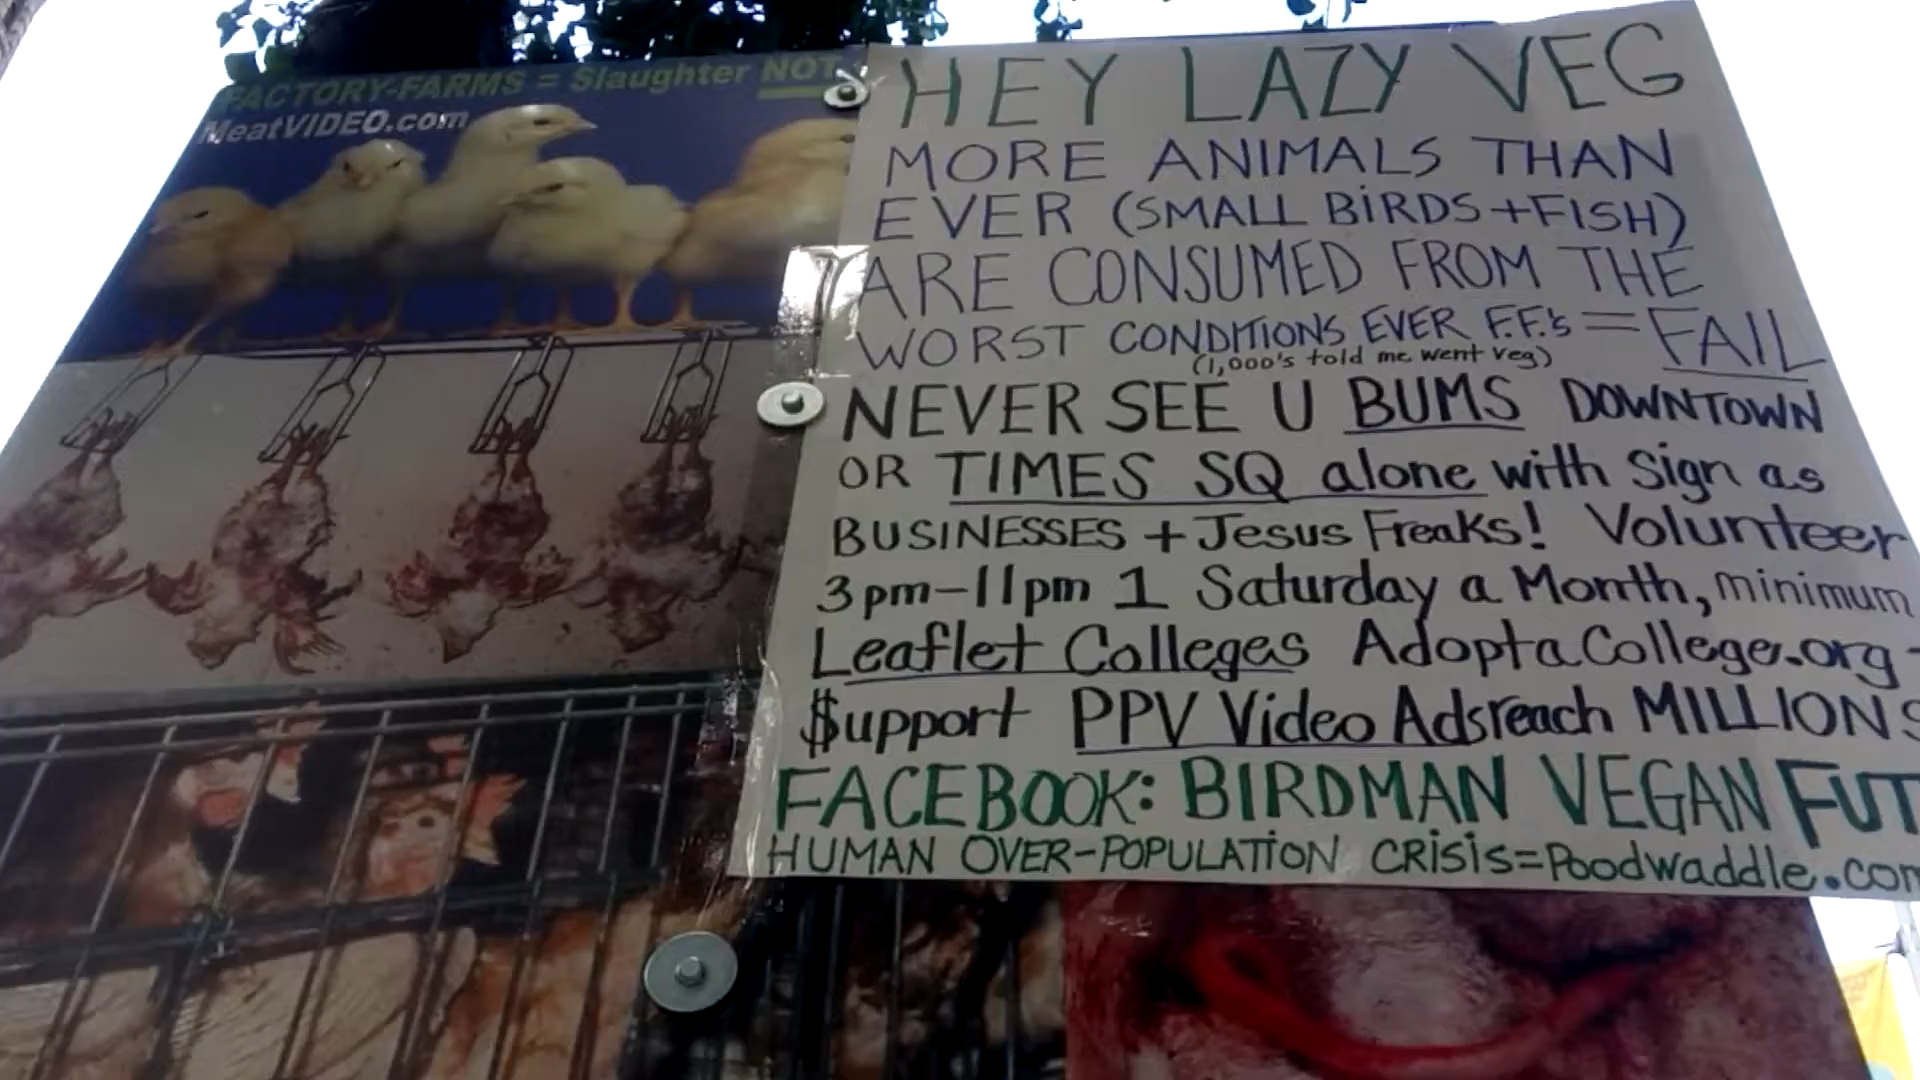 FACTORY-FARMS = Slaughter NOT
MeatVIDEO.com
HEY LAZY VEG
MORE ANIMALS THAN
EVER (SMALL BiRDS+FISH)
ARE CONSUMED FROM THE
WORST CONDITIONS EVER F.F.'s = FAIL
(1,000's told me went veg)
NEVER SEE U BUMS DOWNTOWN
OR TIMES SQ alone with Sign as
BUSINESSES + Jesus Freaks! Volunteer
3pm-11pm 1 Saturday a Month, minimum
Leaflet Colleges AdoptaCollege.org
$upport PPV Video Ads reach MILLIONS
FACEBOOK: BIRDMAN VEGAN FUT
HUMAN OVER-POPULATiON CRiSiS=Poodwaddle.com